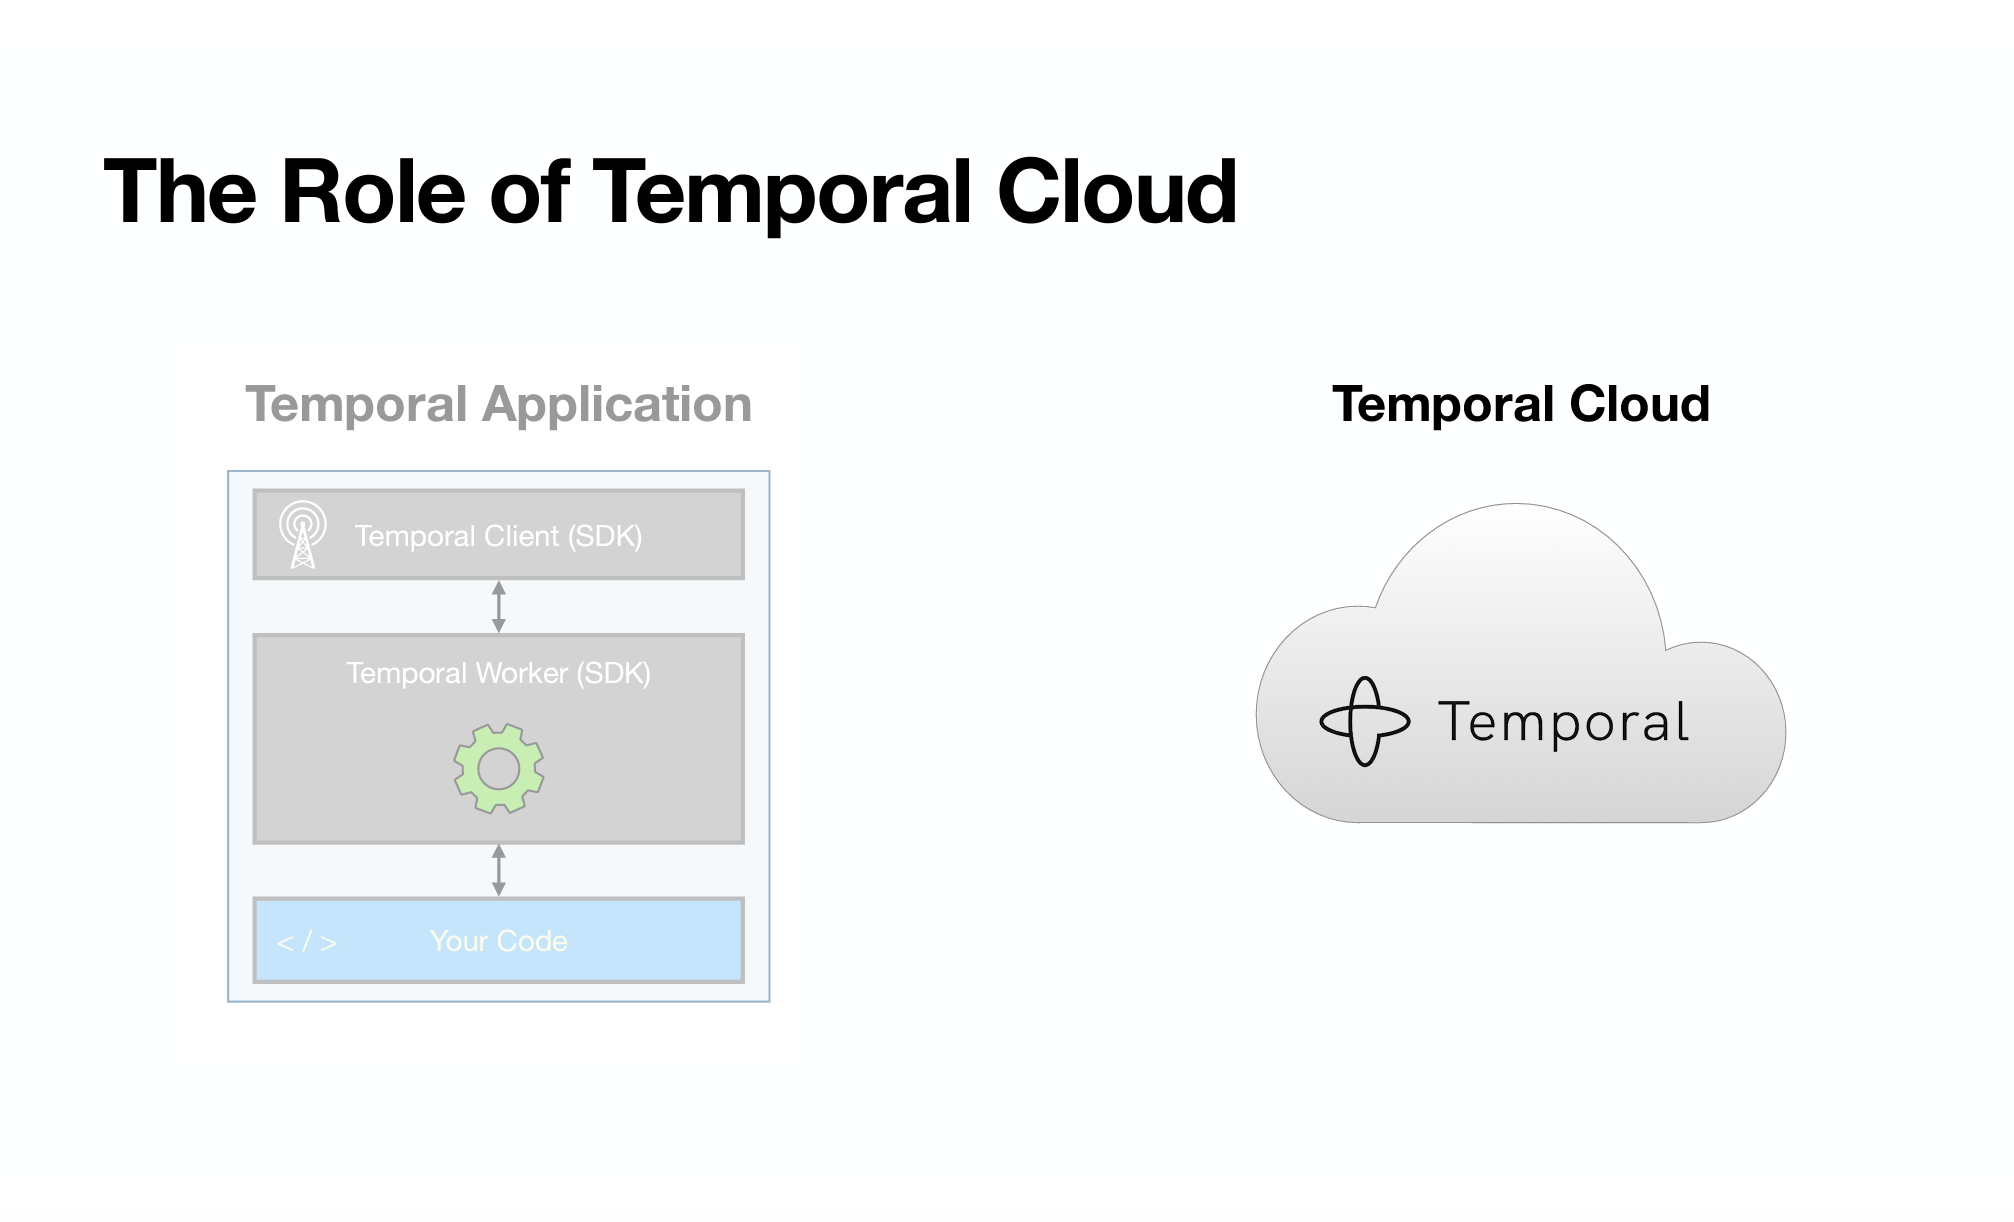 The Role of Temporal Cloud
Temporal Application
Temporal Client (SDK)
Temporal Worker (SDK)
</> Your Code
Temporal Cloud
Temporal